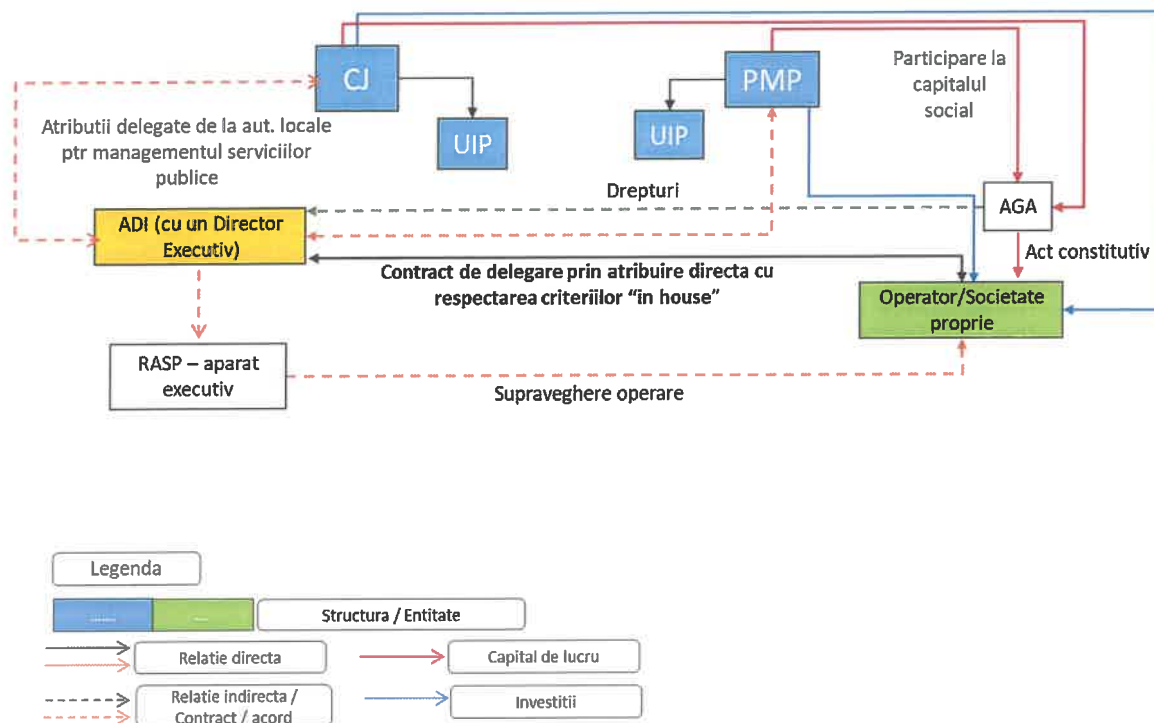 CJ
PMP
Participare la
capitalul
social
UIP
UIP
Atributii delegate de la aut. locale
ptr managementul serviciilor
publice
Drepturi
AGA
ADI (cu un Director
Executiv)
Act constitutiv
Contract de delegare prin atribuire directa cu
respectarea criteriilor “in house”
Operator/Societate
proprie
RASP – aparat
executiv
Supraveghere operare
Legenda
......
....
Structura / Entitate
Relatie directa
Capital de lucru
Relatie indirecta /
Contract / acord
Investitii